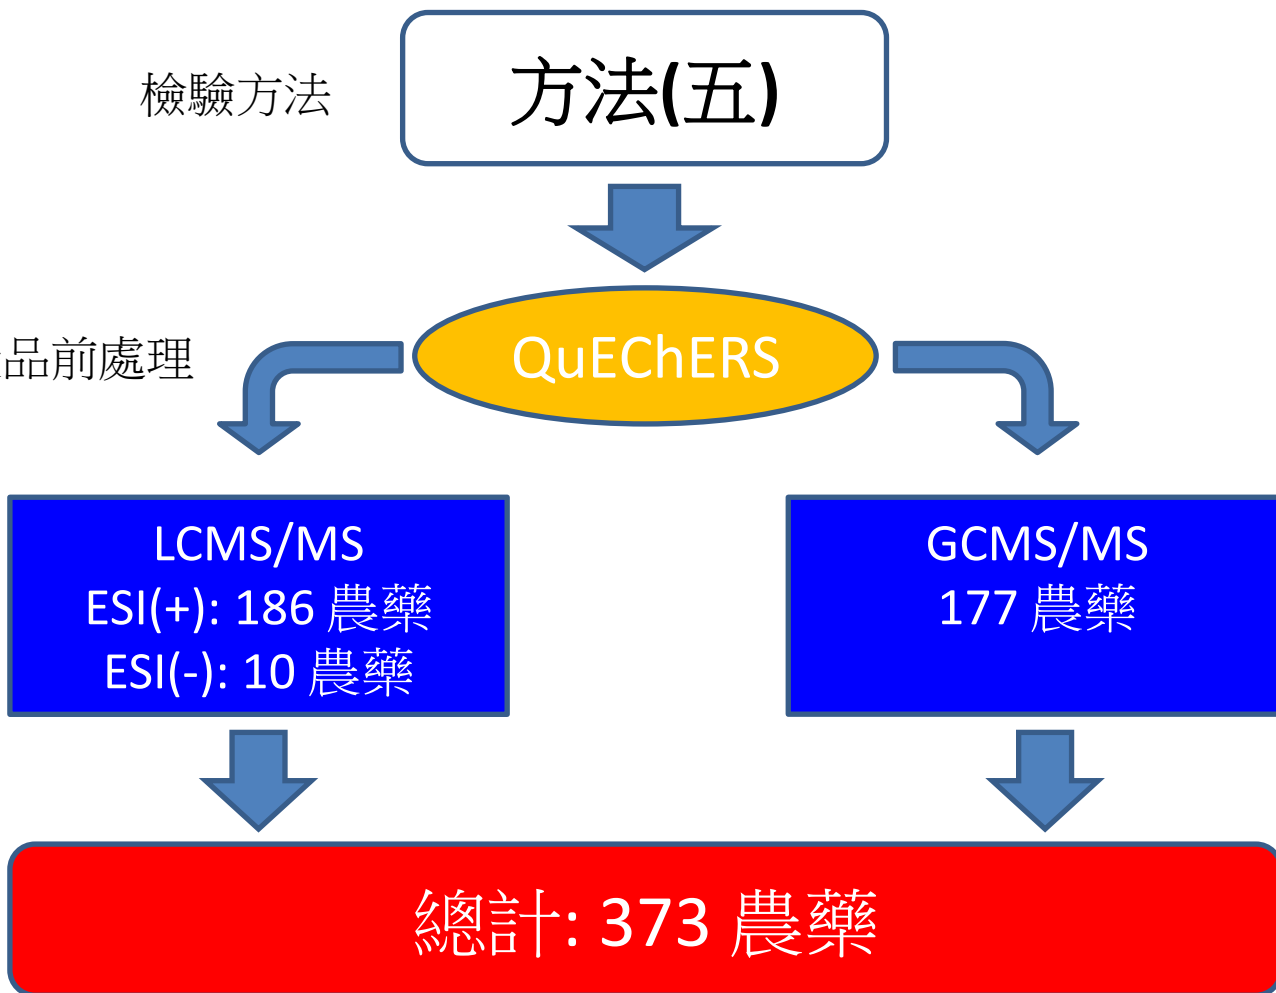 檢驗方法
方法(五)
品前處理
QuEChERS
LCMS/MS
ESI(+): 186 農藥
ESI(-): 10 農藥
GCMS/MS
177 農藥
總計: 373 農藥